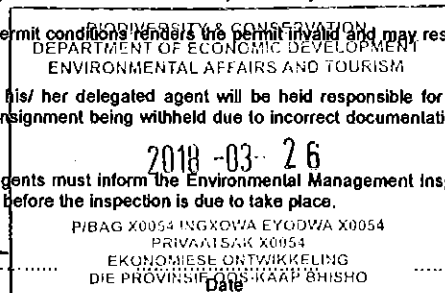 BIODIVERSITY & CONSERVATION
ermit conditions renders the permit invalid and may res
DEPARTMENT OF ECONOMIC DEVELOPMENT
ENVIRONMENTAL AFFAIRS AND TOURISM
his/ her delegated agent will be held responsible for
nsignment being withheld due to incorrect documentati
2018 -03- 26
gents must inform the Environmental Management Ins
before the inspection is due to take place.
P/BAG X0054 INGXOWA EYODWA X0054
PRIVAATSAK X0054
EKONOMIESE ONTWIKKELING
DIE PROVINSIE OOS-KAAP BHISHO
Date